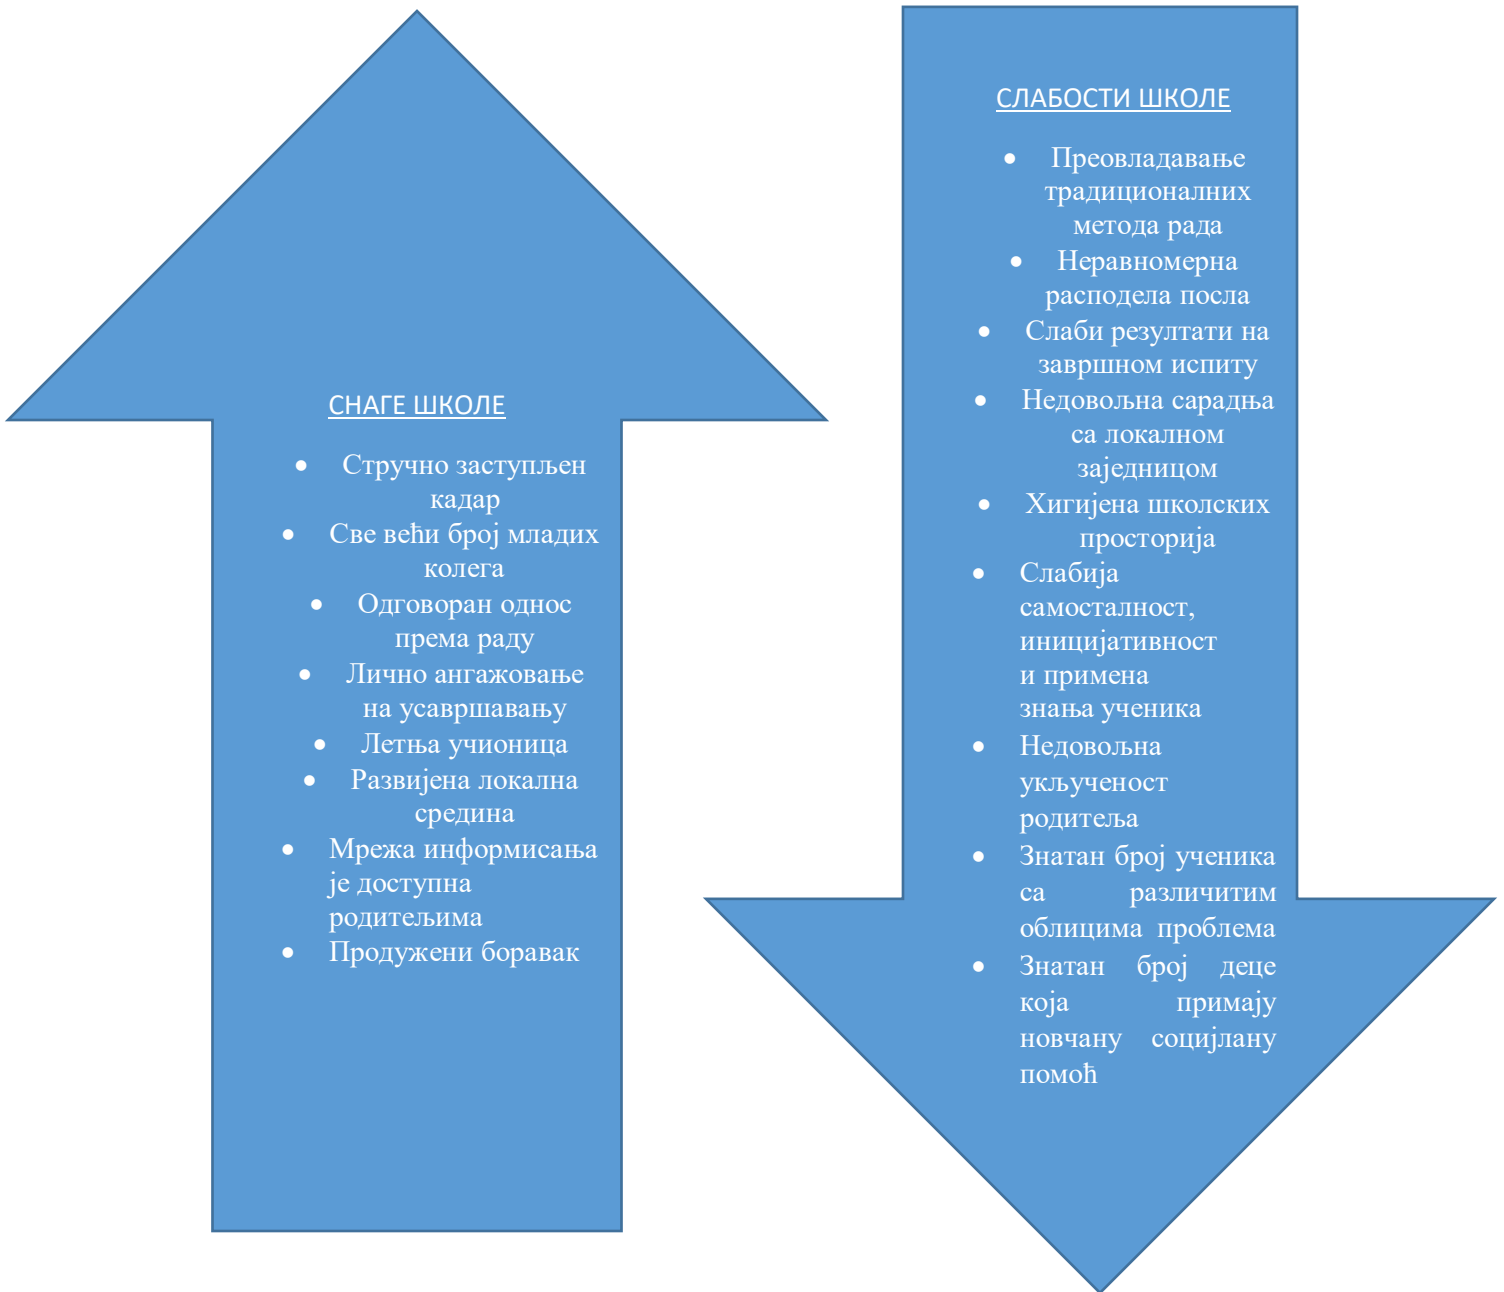 СНАГЕ ШКОЛЕ
• Стручно заступљен
кадар
• Све већи број младих
колега
• Одговоран однос
према раду
• Лично ангажовање
на усавршавању
• Летња учионица
• Развијена локална
средина
• Мрежа информисања
је доступна
родитељима
• Продужени боравак
СЛАБОСТИ ШКОЛЕ
• Преовладавање
традиционалних
метода рада
• Неравномерна
расподела посла
• Слаби резултати на
завршном испиту
• Недовољна сарадња
са локалном
заједницом
• Хигијена школских
просторија
• Слабија
самосталност,
иницијативност
и примена
знања ученика
• Недовољна
укљученост
родитеља
• Знатан број ученика
са различитим
облицима проблема
• Знатан број деце
која примају
новчану социјлану
помоћ